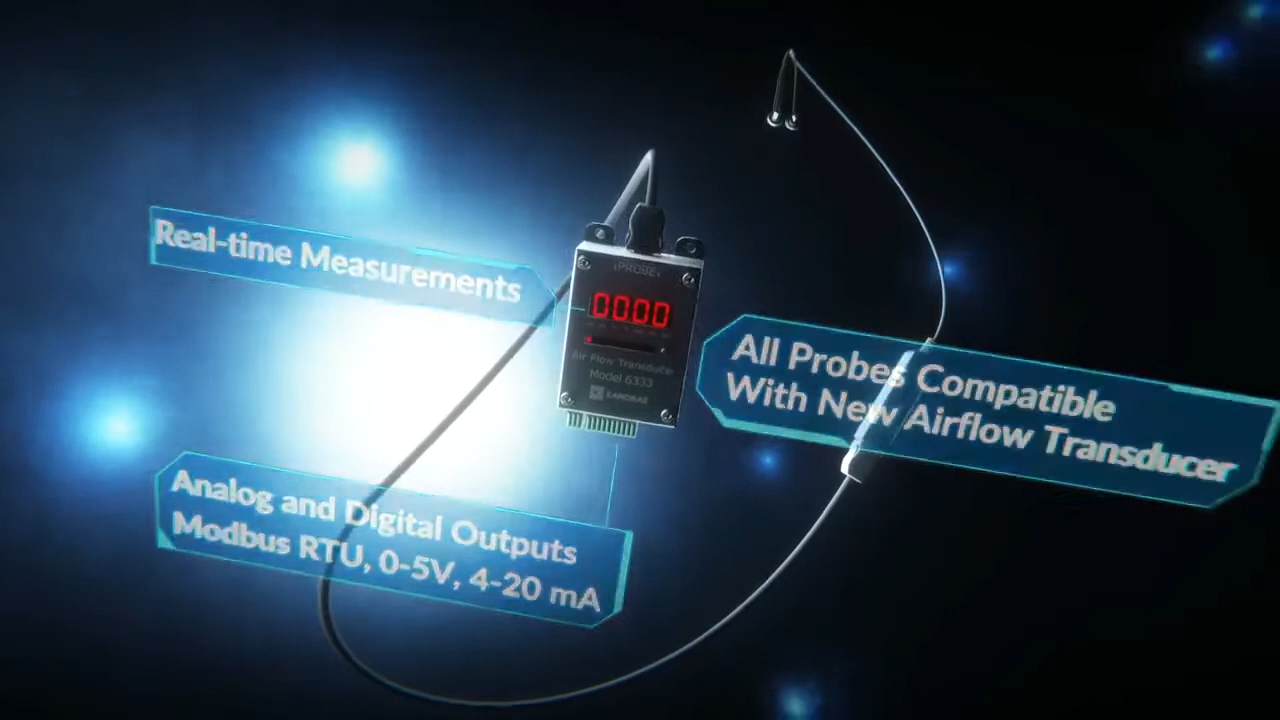 Real-time Measurements
PROBE
0000
Air Flow Transducer
Model 6333
All Probes Compatible
With New Airflow Transducer
Analog and Digital Outputs
Modbus RTU, 0-5V, 4-20 mA